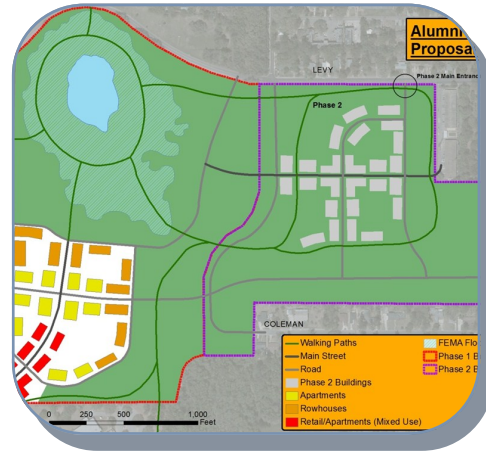 Alumni
Proposa
LEVY
Phase 2 Main Entranc
Phase 2
COLEMAN
Walking Paths
Main Street
Road
Phase 2 Buildings
Apartments
Rowhouses
Retail/Apartments (Mixed Use)
FEMA Flo
Phase 1 B
Phase 2 B
0 250 500 1,000
Feet